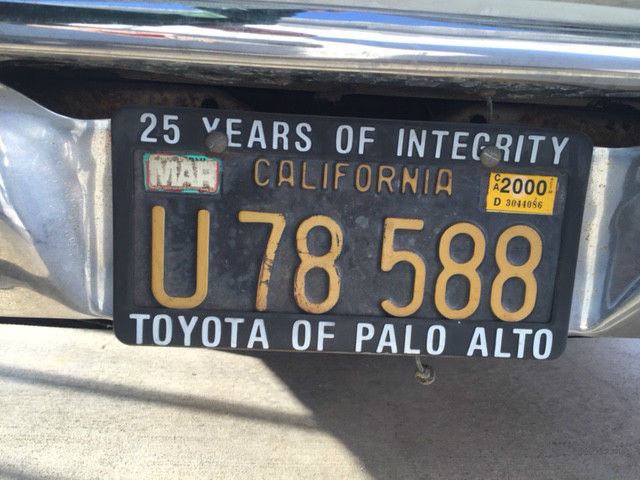 25 YEARS OF INTEGRITY
MAR
CALIFORNIA
CA 2000
D 3044086
U78 588
TOYOTA OF PALO ALTO